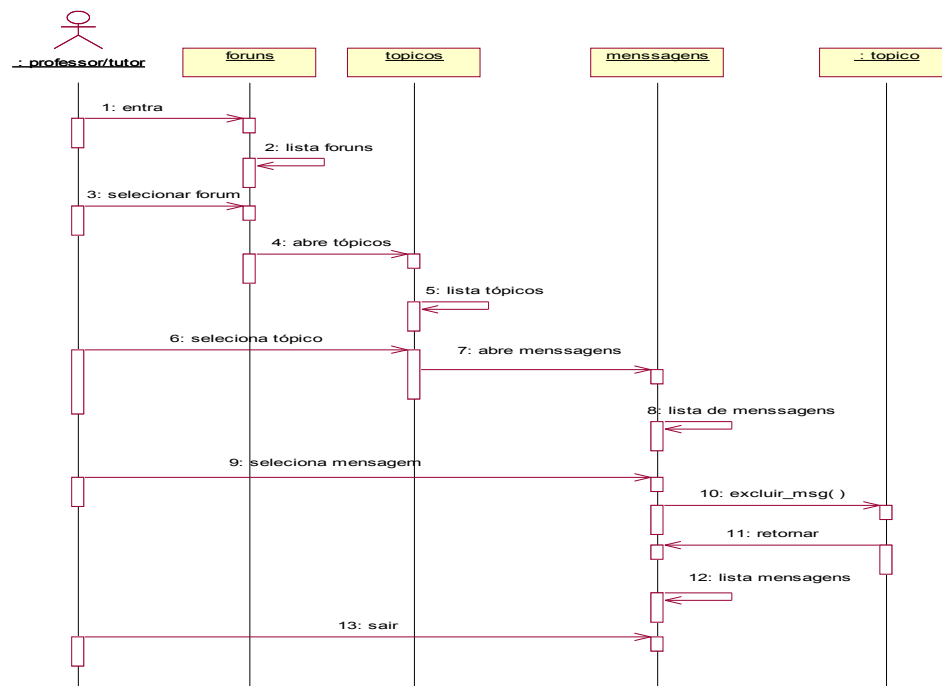 : professor/tutor
foruns
topicos
menssagens
: topico
1: entra
2: lista foruns
3: selecionar forum
4: abre tópicos
5: lista tópicos
6: seleciona tópico
7: abre menssagens
8: lista de menssagens
9: seleciona mensagem
10: excluir_msg( )
11: retornar
12: lista mensagens
13: sair